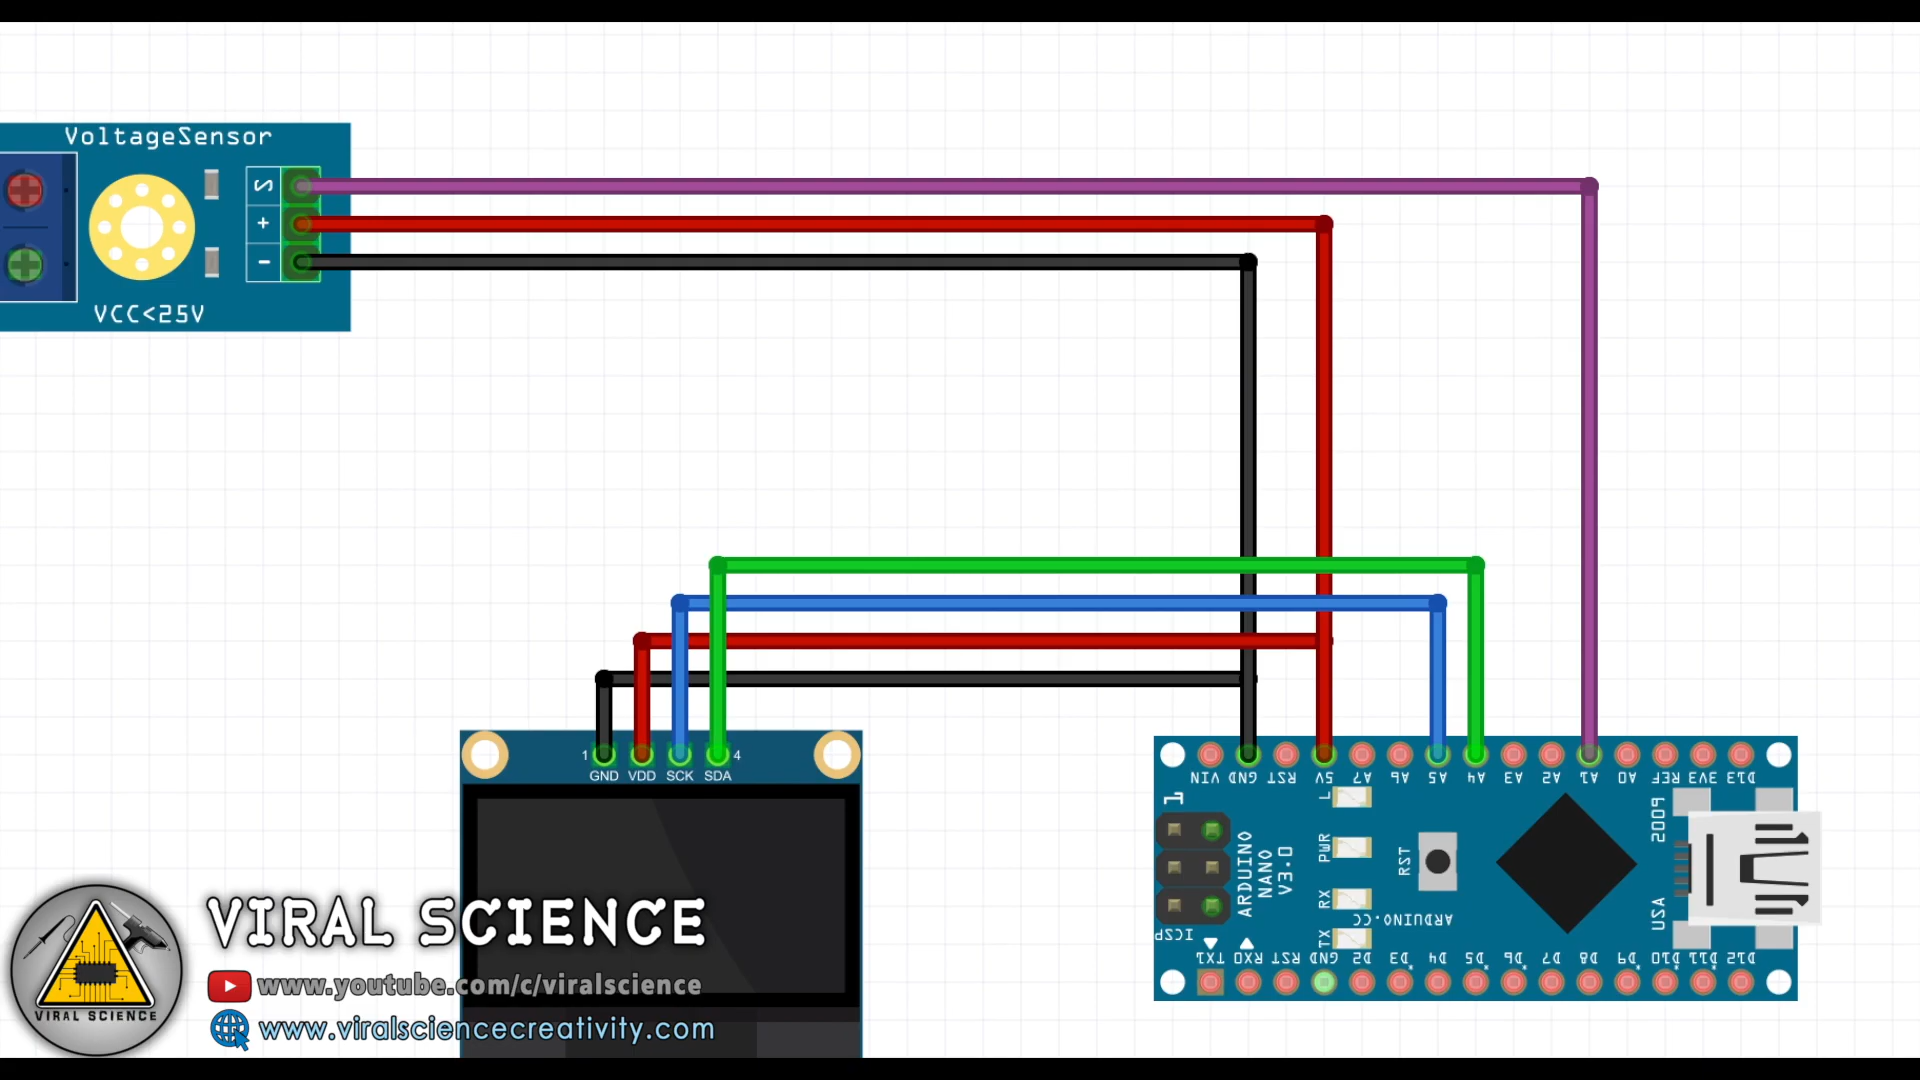 VoltageSensor
S
+
-
VCC<25V
1 4
GND VDD SCK SDA
VIN GND RST 5V A7 A6 A5 A4 A3 A2 A1 A0 REF 3V3 D13
1
L
PWR
RX
TX
RST
ARDUINO
NANO
V3.0
ARDUINO.CC
2009
USA
ICSP
TX1 RX0 RST GND D2 D3* D4 D5* D6* D7 D8 D9* D10* D11* D12
VIRAL SCIENCE
www.youtube.com/c/viralscience
www.viralsciencecreativity.com
VIRAL SCIENCE